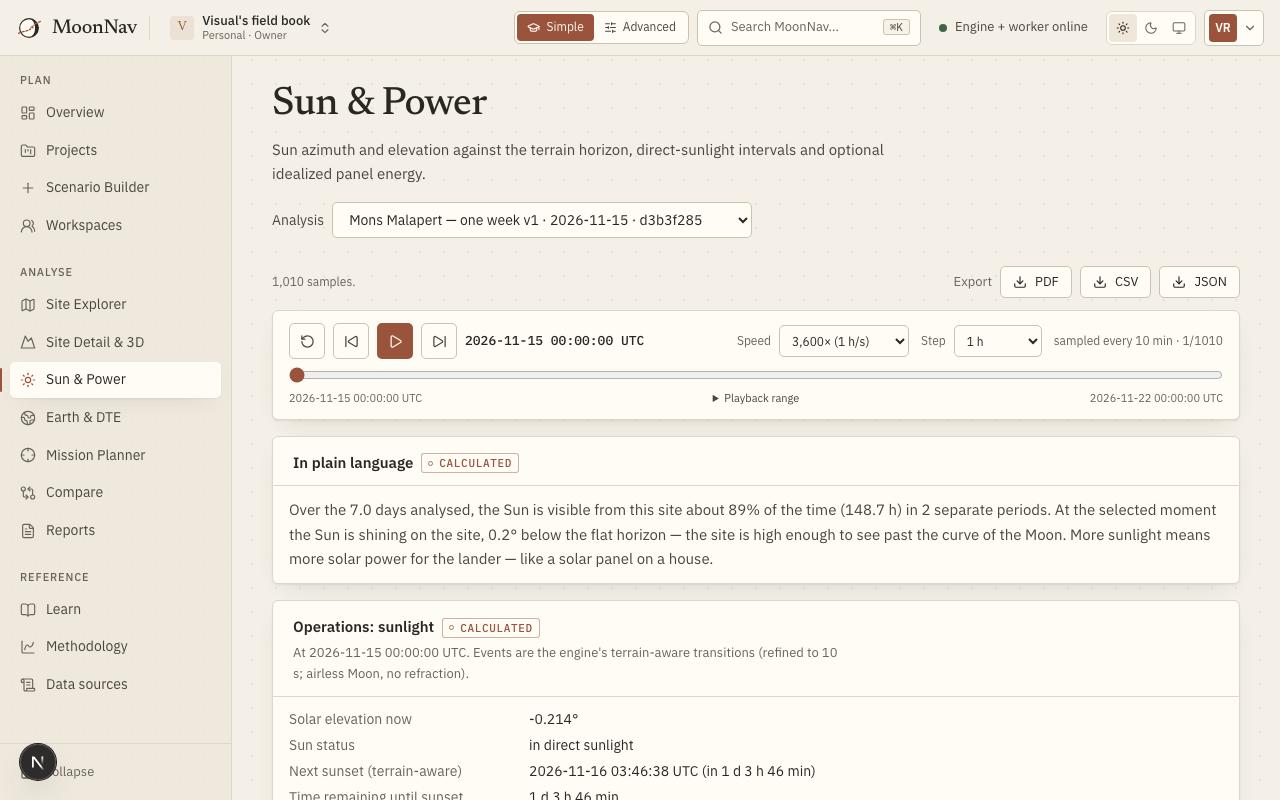 MoonNav
V
Visual's field book
Personal · Owner
Simple
Advanced
Search MoonNav...
⌘K
Engine + worker online
VR
PLAN
Overview
Projects
Scenario Builder
Workspaces
ANALYSE
Site Explorer
Site Detail & 3D
Sun & Power
Earth & DTE
Mission Planner
Compare
Reports
REFERENCE
Learn
Methodology
Data sources
N
ollapse
Sun & Power
Sun azimuth and elevation against the terrain horizon, direct-sunlight intervals and optional
idealized panel energy.
Analysis
Mons Malapert — one week v1 · 2026-11-15 · d3b3f285
1,010 samples.
Export
PDF
CSV
JSON
2026-11-15 00:00:00 UTC
Speed
3,600× (1 h/s)
Step
1 h
sampled every 10 min · 1/1010
2026-11-15 00:00:00 UTC
Playback range
2026-11-22 00:00:00 UTC
In plain language
CALCULATED
Over the 7.0 days analysed, the Sun is visible from this site about 89% of the time (148.7 h) in 2 separate periods. At the selected moment
the Sun is shining on the site, 0.2° below the flat horizon — the site is high enough to see past the curve of the Moon. More sunlight means
more solar power for the lander — like a solar panel on a house.
Operations: sunlight
CALCULATED
At 2026-11-15 00:00:00 UTC. Events are the engine's terrain-aware transitions (refined to 10
s; airless Moon, no refraction).
Solar elevation now
-0.214°
Sun status
in direct sunlight
Next sunset (terrain-aware)
2026-11-16 03:46:38 UTC (in 1 d 3 h 46 min)
Time remaining until sunset
1 d 3 h 46 min